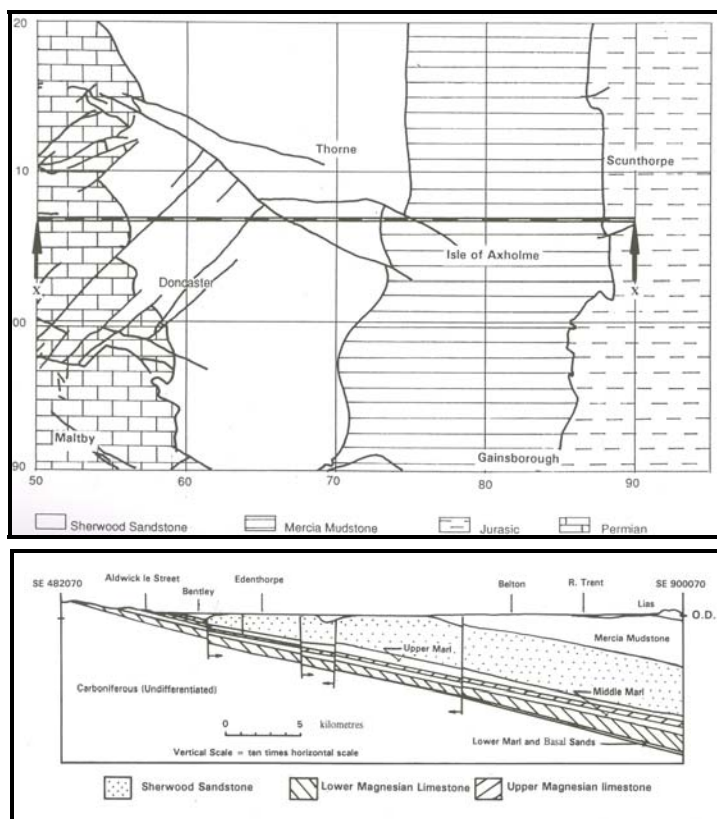 20
Thorne
Scunthorpe
10
Isle of Axholme
X
X
Doncaster
00
Maltby
Gainsborough
90
50 60 70 80 90
Sherwood Sandstone Mercia Mudstone Jurasic Permian
SE 482070 Aldwick le Street Bentley Edenthorpe Belton R. Trent SE 900070
Lias
O.D.
Mercia Mudstone
Upper Marl
Carboniferous (Undifferentiated)
Middle Marl
0 5 kilometres
Lower Marl and Basal Sands
Vertical Scale = ten times horizontal scale
Sherwood Sandstone Lower Magnesian Limestone Upper Magnesian limestone